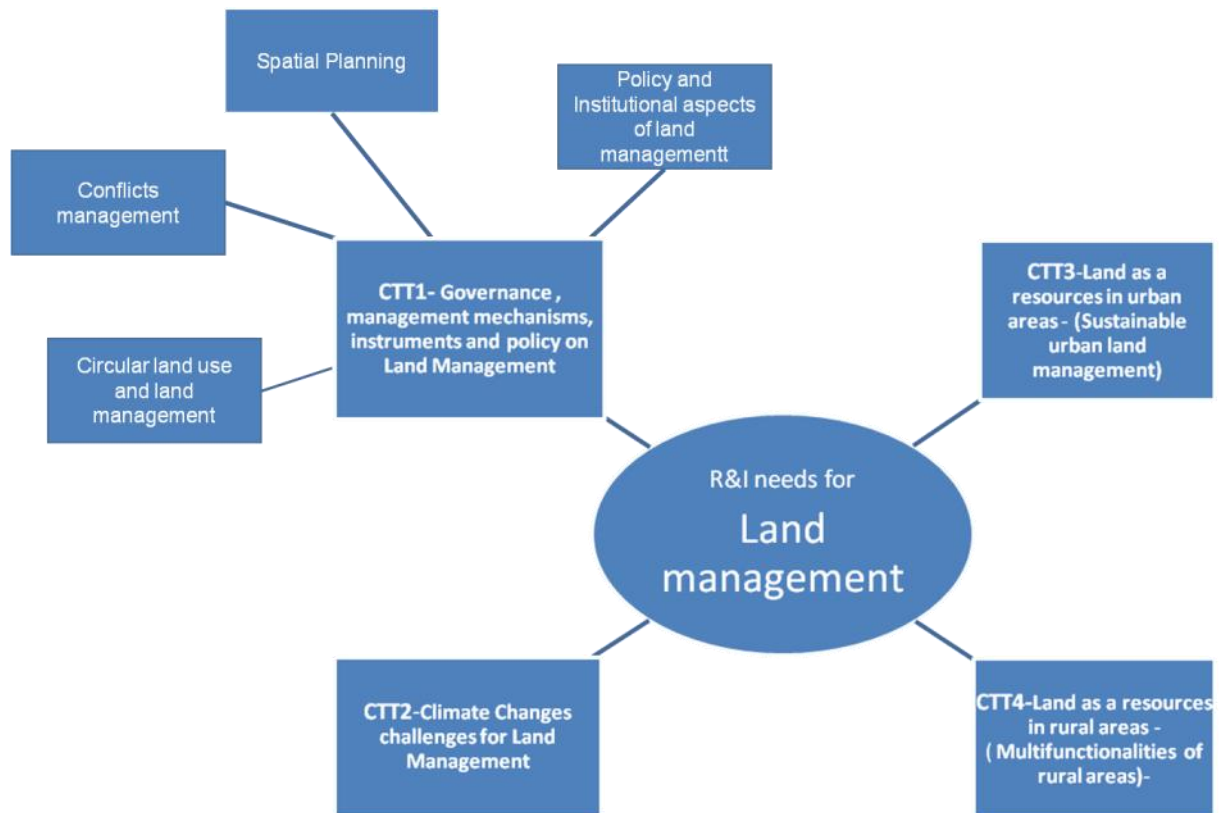 Spatial Planning
Policy and
Institutional aspects
of land
managementt
Conflicts
management
CTT1- Governance ,
management mechanisms,
instruments and policy on
Land Management
Circular land use
and land
management
CTT3-Land as a
resources in urban
areas - (Sustainable
urban land
management)
R&I needs for
Land
management
CTT2-Climate Changes
challenges for Land
Management
CTT4-Land as a resources
in rural areas -
( Multifunctionalities of
rural areas)-